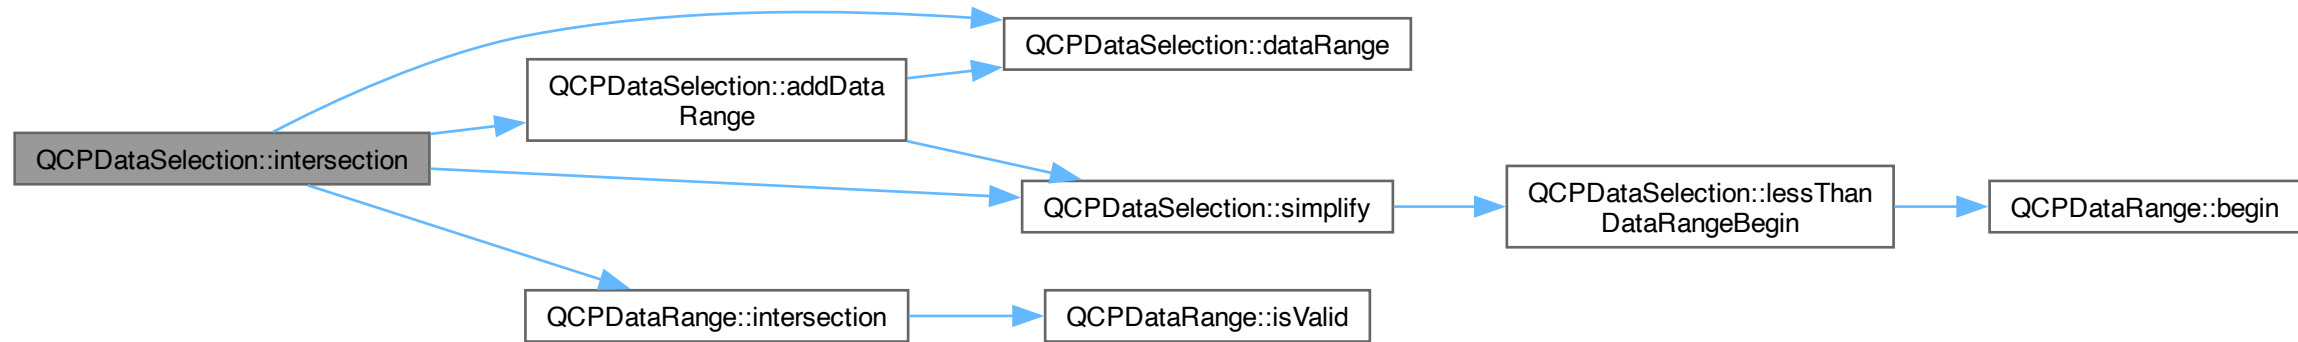 QCPDataSelection::intersection
QCPDataSelection::addData
Range
QCPDataSelection::dataRange
QCPDataSelection::simplify
QCPDataSelection::lessThan
DataRangeBegin
QCPDataRange::begin
QCPDataRange::intersection
QCPDataRange::isValid